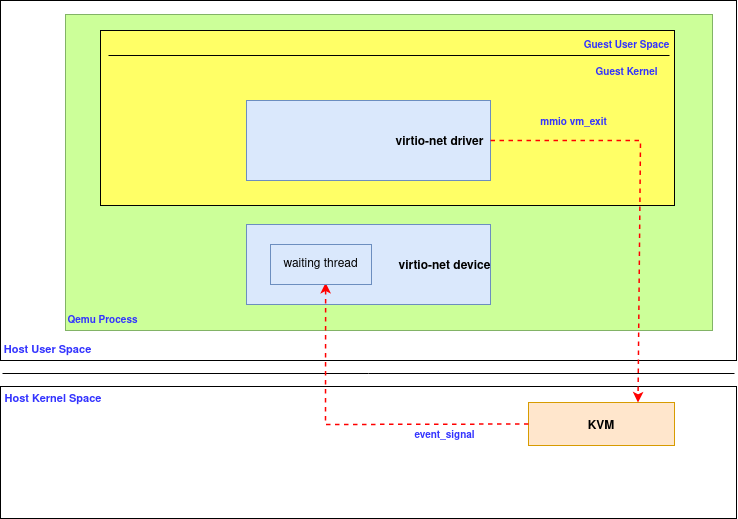 Guest User Space
Guest Kernel
mmio vm_exit
virtio-net driver
waiting thread
virtio-net device
Qemu Process
Host User Space
Host Kernel Space
KVM
event_signal